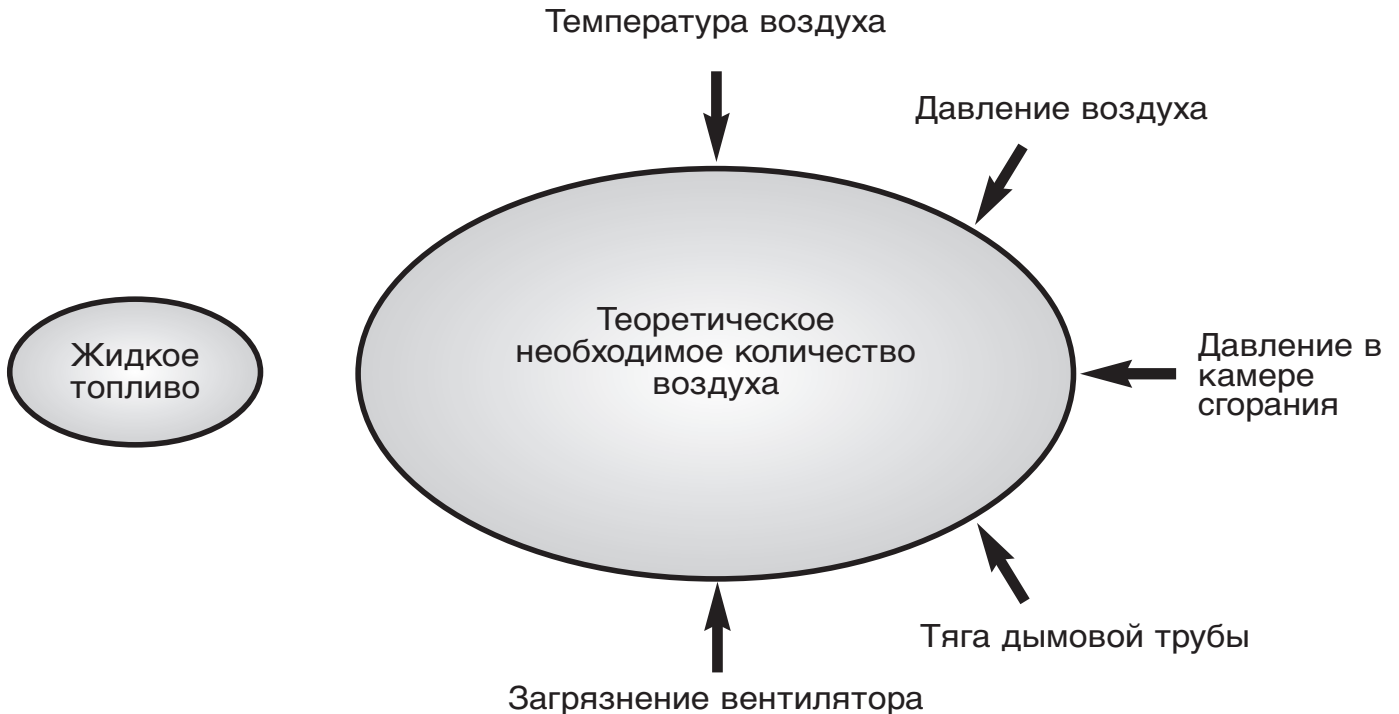 Температура воздуха
Давление воздуха
Жидкое
топливо
Теоретическое
необходимое количество
воздуха
Давление в
камере
сгорания
Тяга дымовой трубы
Загрязнение вентилятора